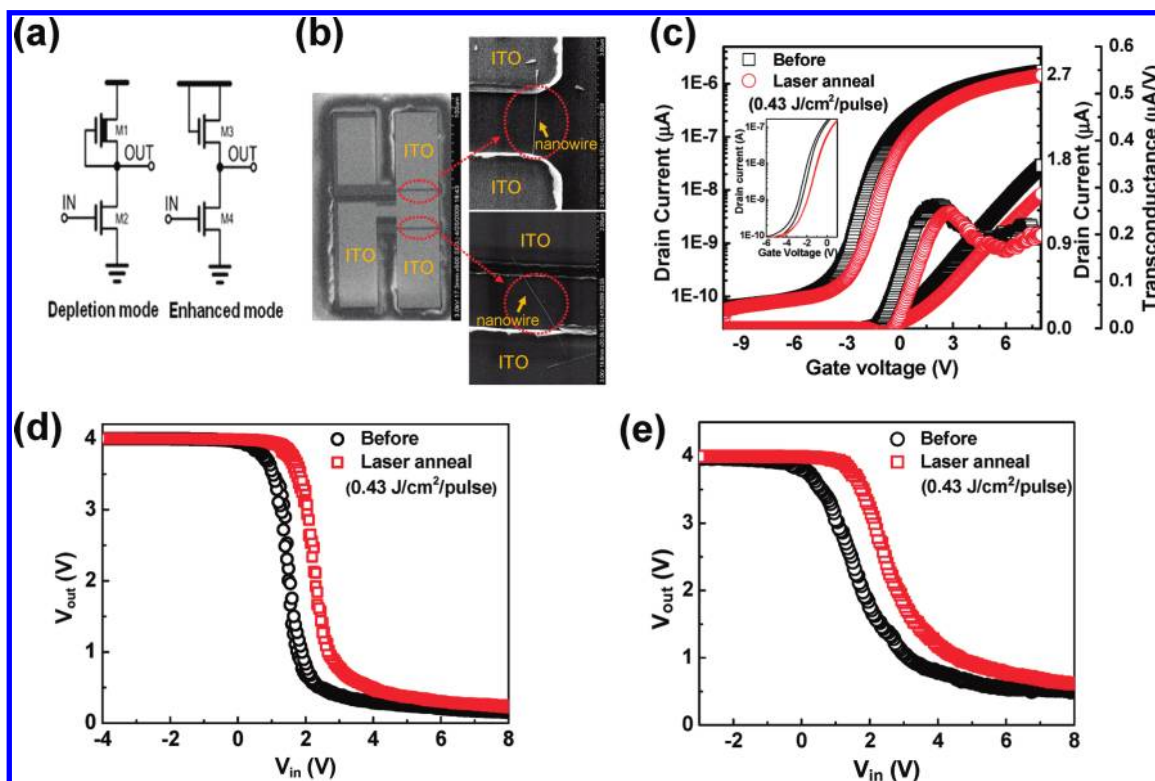 (a)
M1
OUT
IN
M2
Depletion mode
M3
OUT
IN
M4
Enhanced mode
(b)
ITO
ITO
ITO
ITO
nanowire
ITO
ITO
nanowire
ITO
(c)
Before
Laser anneal
(0.43 J/cm²/pulse)
Drain Current (μA)
1E-6
1E-7
1E-8
1E-9
1E-10
-9 -6 -3 0 3 6
Gate voltage (V)
2.7
1.8
0.9
0.0
Drain Current (μA)
0.6
0.5
0.4
0.3
0.2
0.1
0.0
Transconductance (μA/V)
Drain current (A)
1E-7
1E-8
1E-9
1E-10
-6 -4 -2 0
Gate Voltage (V)
(d)
Before
Laser anneal
(0.43 J/cm²/pulse)
Vout (V)
4
3
2
1
0
-4 -2 0 2 4 6 8
Vin (V)
(e)
Before
Laser anneal
(0.43 J/cm²/pulse)
Vout (V)
5
4
3
2
1
0
-2 0 2 4 6 8
Vin (V)